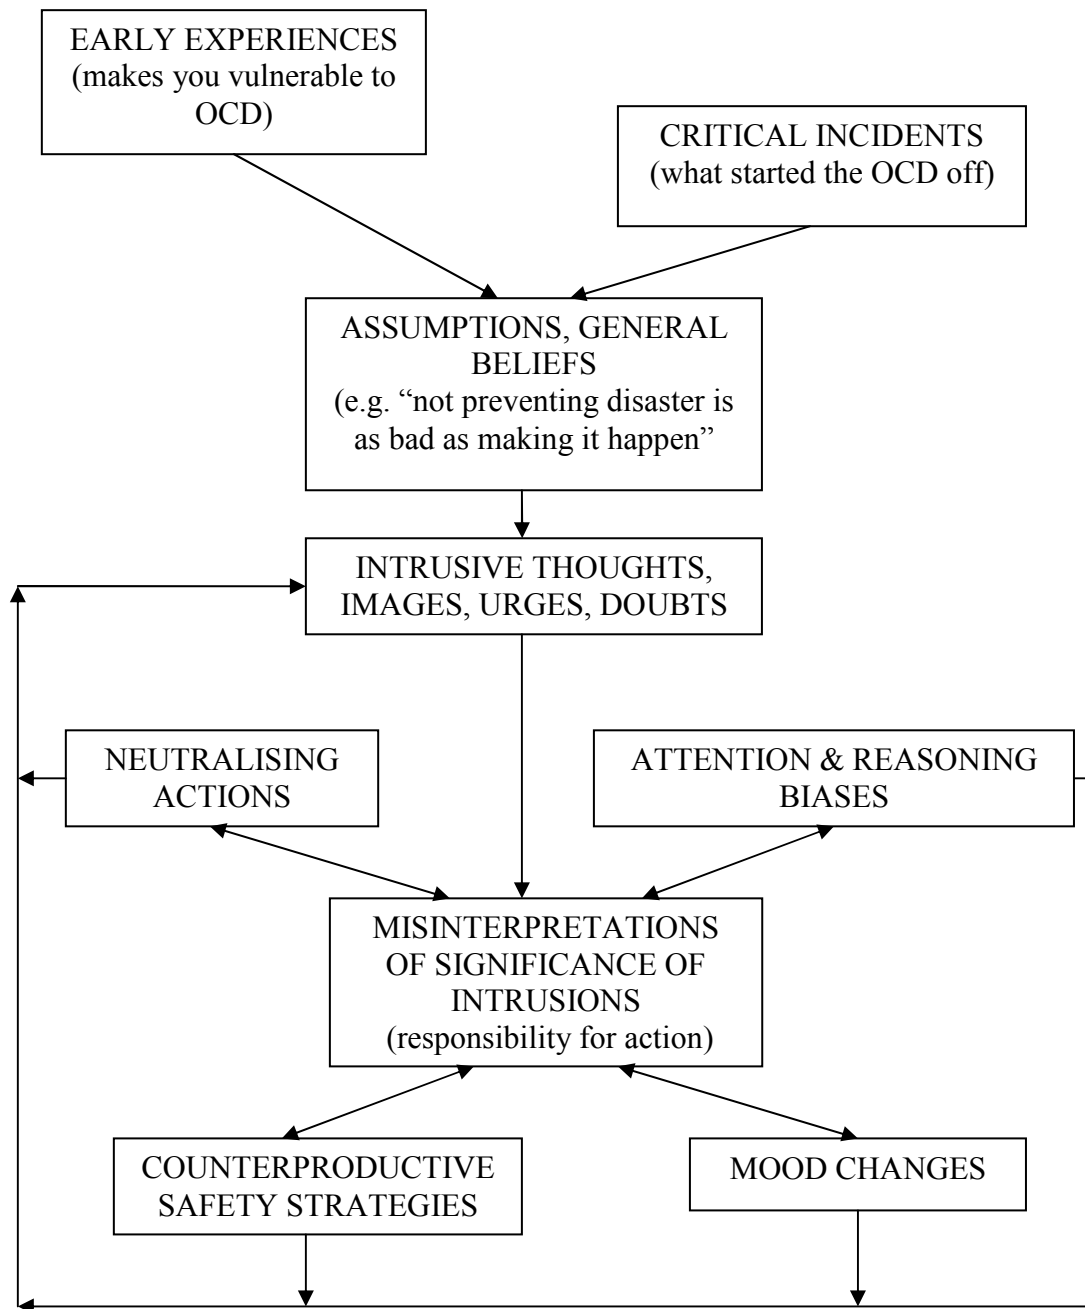 EARLY EXPERIENCES
(makes you vulnerable to
OCD)
CRITICAL INCIDENTS
(what started the OCD off)
ASSUMPTIONS, GENERAL
BELIEFS
(e.g. “not preventing disaster is
as bad as making it happen”
INTRUSIVE THOUGHTS,
IMAGES, URGES, DOUBTS
NEUTRALISING
ACTIONS
ATTENTION & REASONING
BIASES
MISINTERPRETATIONS
OF SIGNIFICANCE OF
INTRUSIONS
(responsibility for action)
COUNTERPRODUCTIVE
SAFETY STRATEGIES
MOOD CHANGES